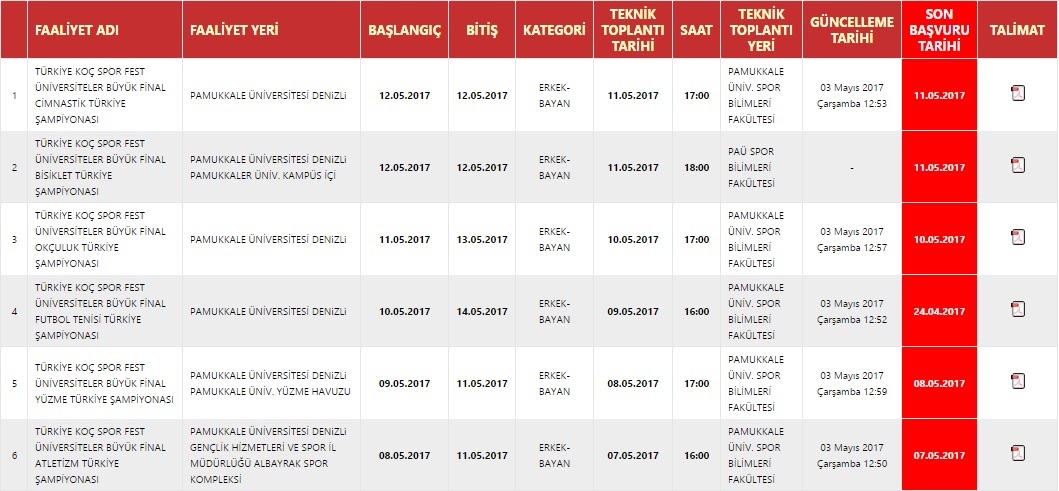 FAALİYET ADI
FAALİYET YERİ
BAŞLANGIÇ
BİTİŞ
KATEGORİ
TEKNİK
TOPLANTI
TARİHİ
SAAT
TEKNİK
TOPLANTI
YERİ
GÜNCELLEME
TARİHİ
SON
BAŞVURU
TARİHİ
TALİMAT
1
TÜRKİYE KOÇ SPOR FEST
ÜNİVERSİTELER BÜYÜK FİNAL
CİMNASTİK TÜRKİYE
ŞAMPİYONASI
PAMUKKALE ÜNİVERSİTESİ DENİZLi
12.05.2017
12.05.2017
ERKEK-
BAYAN
11.05.2017
17:00
PAMUKKALE
ÜNİV. SPOR
BİLİMLERİ
FAKÜLTESİ
03 Mayıs 2017
Çarşamba 12:53
11.05.2017
2
TÜRKİYE KOÇ SPOR FEST
ÜNİVERSİTELER BÜYÜK FİNAL
BİSİKLET TÜRKİYE
ŞAMPİYONASI
PAMUKKALE ÜNİVERSİTESİ DENİZLi
PAMUKKALER ÜNİV. KAMPÜS İÇİ
12.05.2017
12.05.2017
ERKEK-
BAYAN
11.05.2017
18:00
PAÜ SPOR
BİLİMLERİ
FAKÜLTESİ
-
11.05.2017
3
TÜRKİYE KOÇ SPOR FEST
ÜNİVERSİTELER BÜYÜK FİNAL
OKÇULUK TÜRKİYE
ŞAMPİYONASI
PAMUKKALE ÜNİVERSİTESİ DENİZLi
11.05.2017
13.05.2017
ERKEK-
BAYAN
10.05.2017
17:00
PAMUKKALE
ÜNİV. SPOR
BİLİMLERİ
FAKÜLTESİ
03 Mayıs 2017
Çarşamba 12:57
10.05.2017
4
TÜRKİYE KOÇ SPOR FEST
ÜNİVERSİTELER BÜYÜK FİNAL
FUTBOL TENİSİ TÜRKİYE
ŞAMPİYONASI
PAMUKKALE ÜNİVERSİTESİ DENİZLi
10.05.2017
14.05.2017
ERKEK-
BAYAN
09.05.2017
16:00
PAMUKKALE
ÜNİV. SPOR
BİLİMLERİ
FAKÜLTESİ
03 Mayıs 2017
Çarşamba 12:52
24.04.2017
5
TÜRKİYE KOÇ SPOR FEST
ÜNİVERSİTELER BÜYÜK FİNAL
YÜZME TÜRKİYE ŞAMPİYONASI
PAMUKKALE ÜNİVERSİTESİ DENİZLi
PAMUKKALE ÜNİV. YÜZME HAVUZU
09.05.2017
11.05.2017
ERKEK-
BAYAN
08.05.2017
17:00
PAMUKKALE
ÜNİV. SPOR
BİLİMLERİ
FAKÜLTESİ
03 Mayıs 2017
Çarşamba 12:59
08.05.2017
6
TÜRKİYE KOÇ SPOR FEST
ÜNİVERSİTELER BÜYÜK FİNAL
ATLETİZM TÜRKİYE
ŞAMPİYONASI
PAMUKKALE ÜNİVERSİTESİ DENİZLi
GENÇLİK HİZMETLERİ VE SPOR İL
MÜDÜRLÜĞÜ ALBAYRAK SPOR
KOMPLEKSİ
08.05.2017
11.05.2017
ERKEK-
BAYAN
07.05.2017
16:00
PAMUKKALE
ÜNİV. SPOR
BİLİMLERİ
FAKÜLTESİ
03 Mayıs 2017
Çarşamba 12:50
07.05.2017